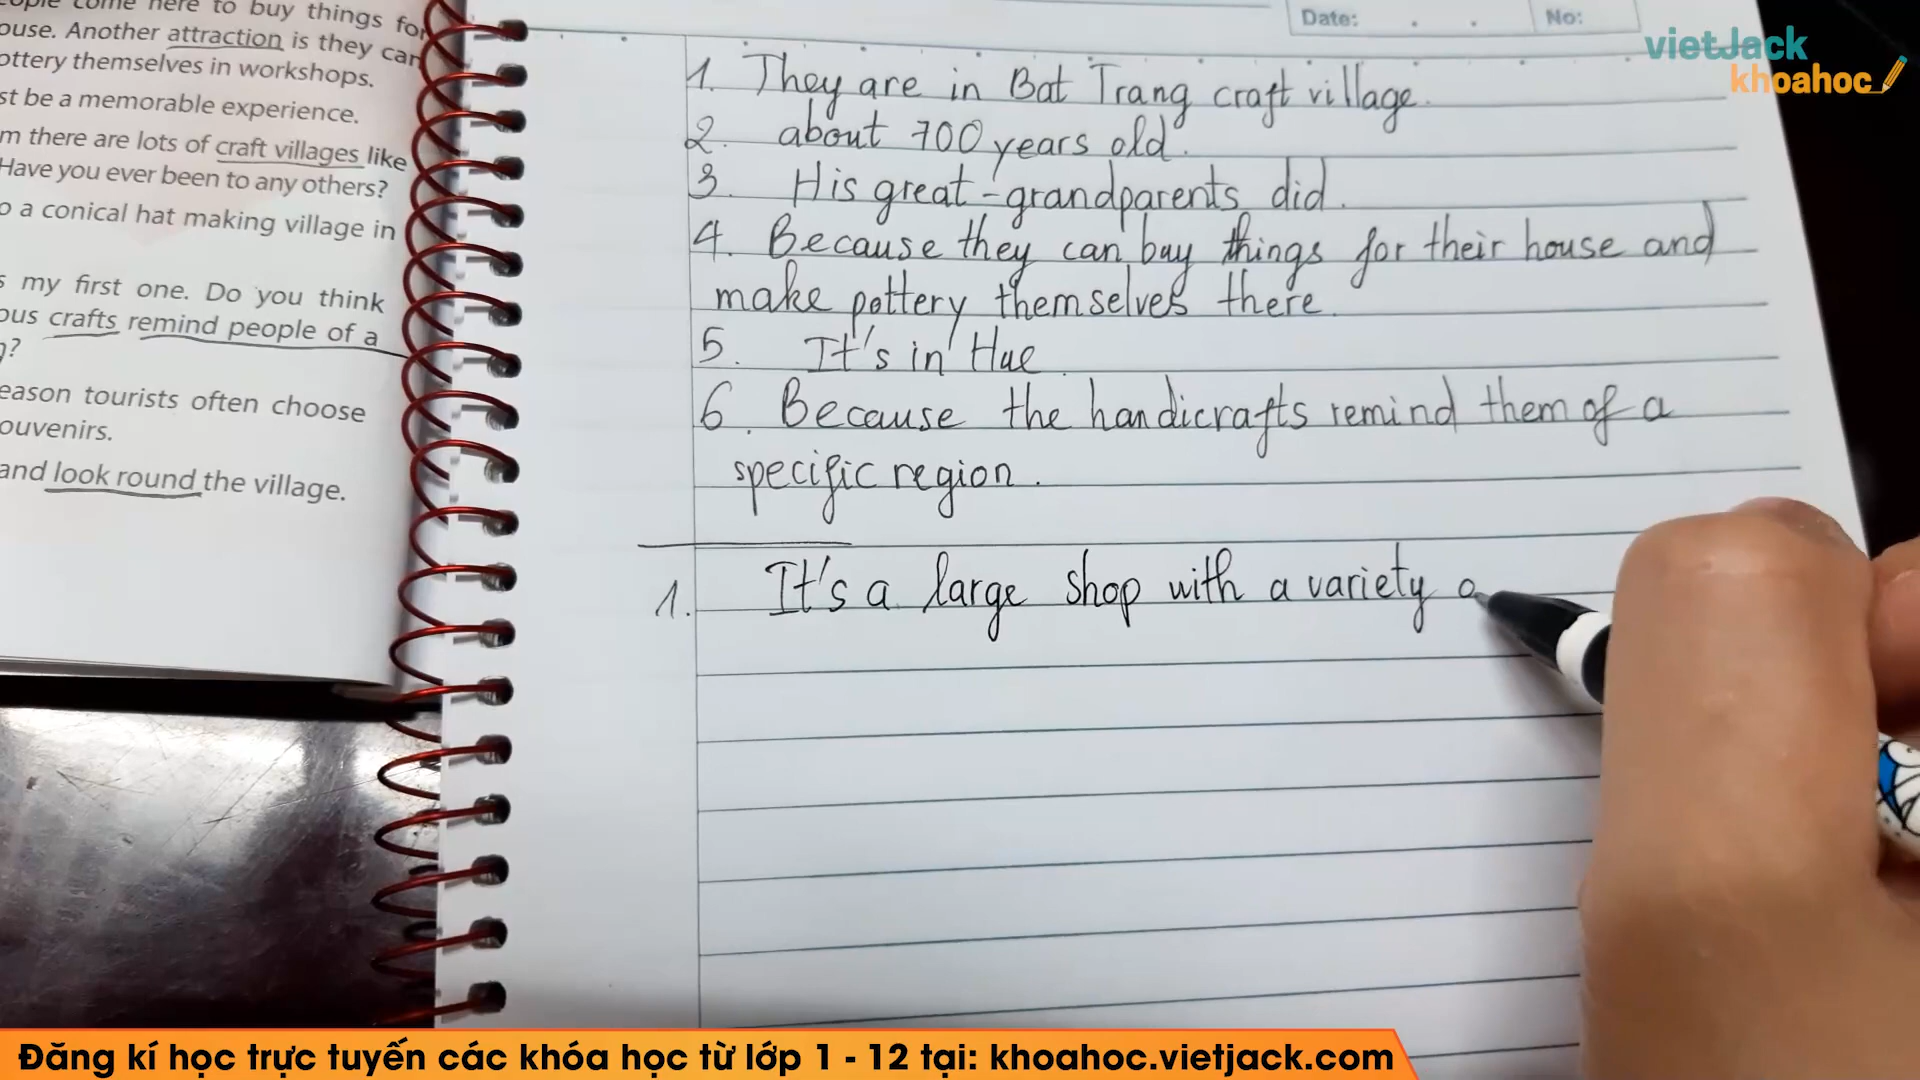 come here to buy things for
ouse. Another attraction is they can
ottery themselves in workshops.
st be a memorable experience.
m there are lots of craft villages like
Have you ever been to any others?
o a conical hat making village in
s my first one. Do you think
ous crafts remind people of a
?
eason tourists often choose
ouvenirs.
and look round the village.
Date: . . No:
vietJack
khoahoc
1. They are in Bat Trang craft village.
2. about 700 years old.
3. His great-grandparents did.
4. Because they can buy things for their house and
make pottery themselves there.
5. It's in Hue.
6. Because the handicrafts remind them of a
specific region.
1. It's a large shop with a variety o
Đăng kí học trực tuyến các khóa học từ lớp 1 - 12 tại: khoahoc.vietjack.com